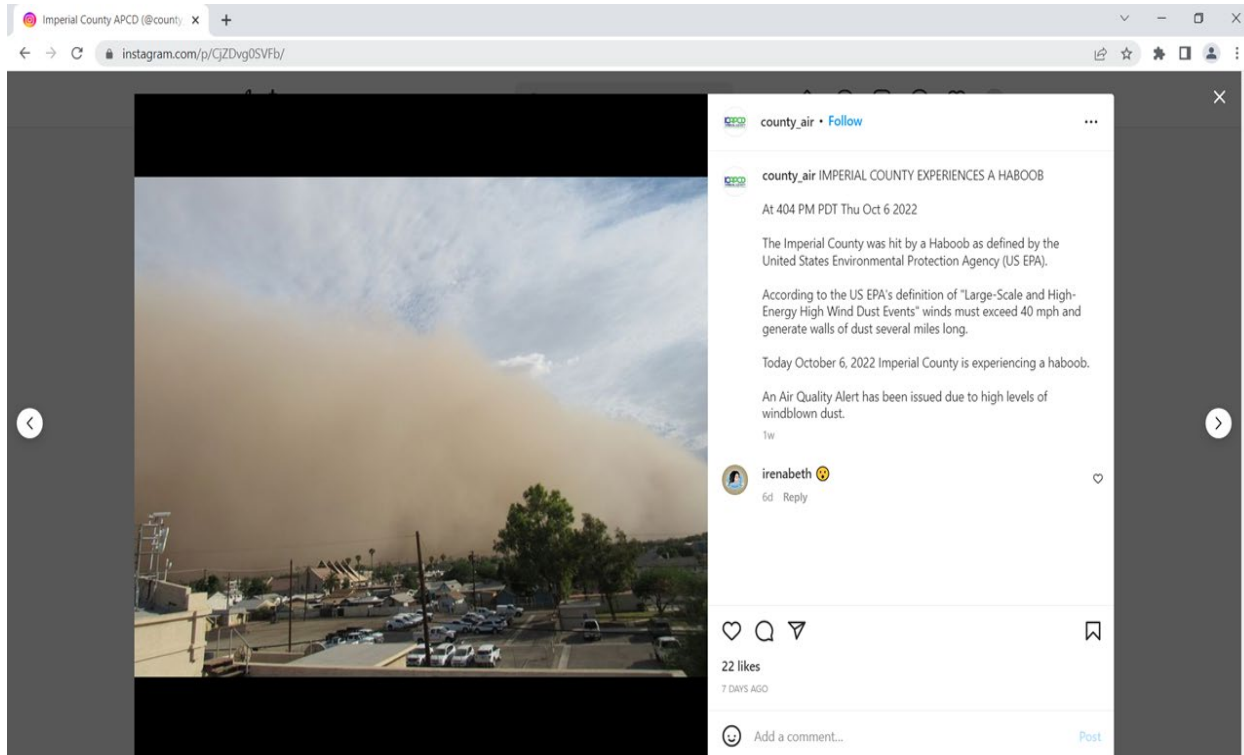 Imperial County APCD (@county
instagram.com/p/CjZDvg0SVFb/
county_air • Follow
county_air IMPERIAL COUNTY EXPERIENCES A HABOOB
At 404 PM PDT Thu Oct 6 2022
The Imperial County was hit by a Haboob as defined by the
United States Environmental Protection Agency (US EPA).
According to the US EPA's definition of "Large-Scale and High-
Energy High Wind Dust Events" winds must exceed 40 mph and
generate walls of dust several miles long.
Today October 6, 2022 Imperial County is experiencing a haboob.
An Air Quality Alert has been issued due to high levels of
windblown dust.
1w
irenabeth 😮
6d Reply
22 likes
7 DAYS AGO
Add a comment... Post